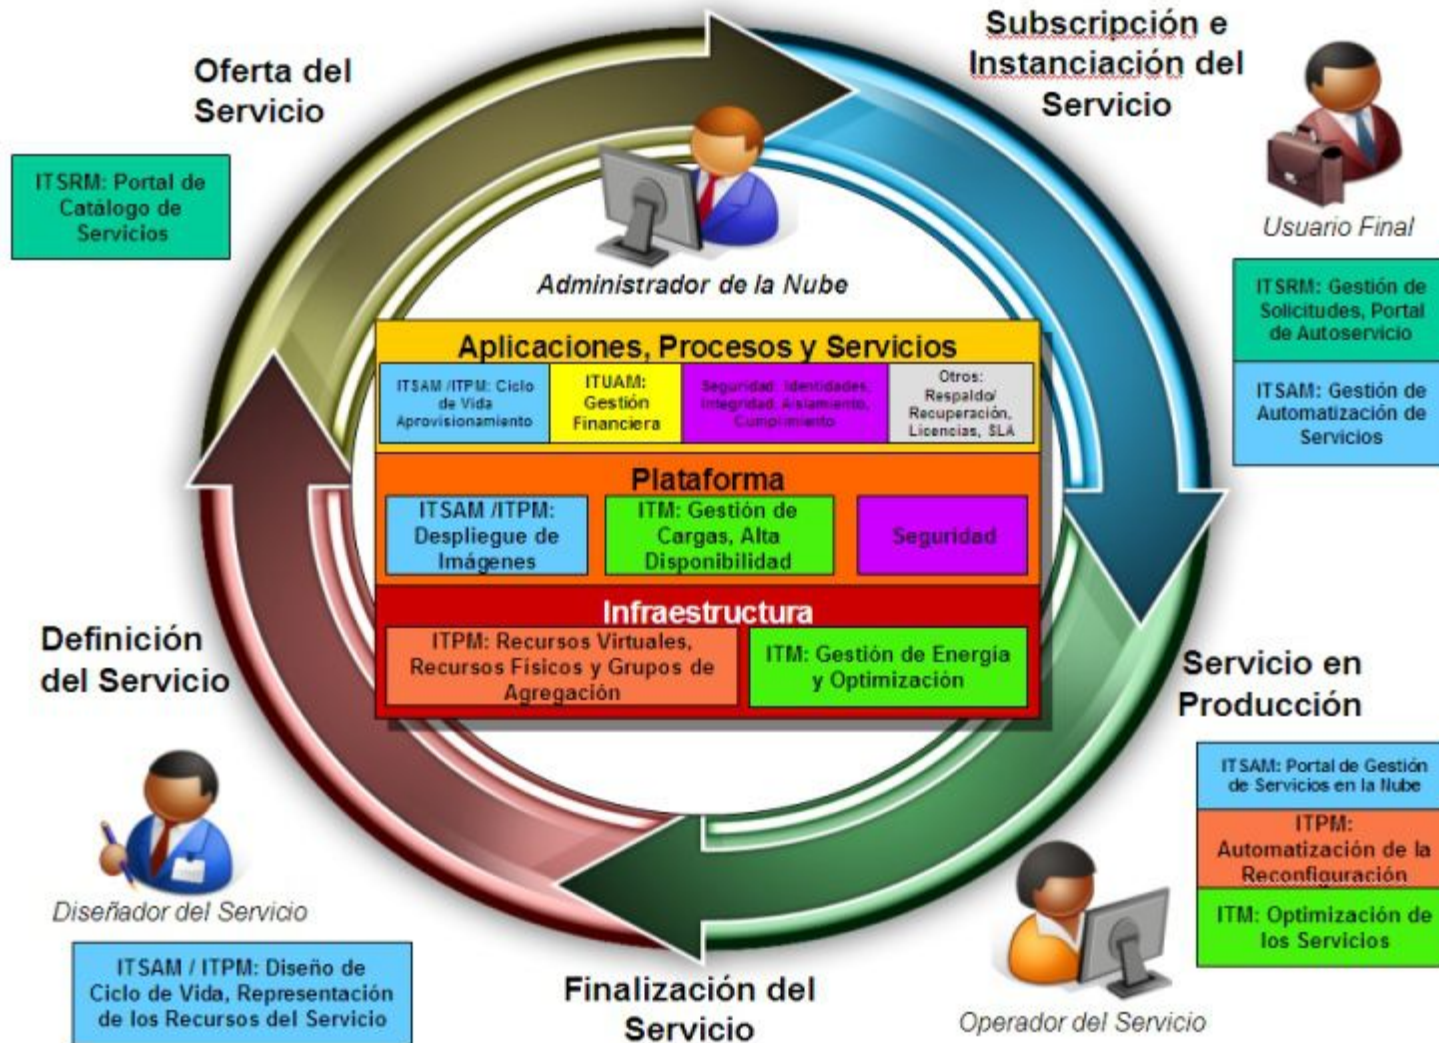 Oferta del
Servicio
ITSRM: Portal de
Catálogo de
Servicios
Subscripción e
Instanciación del
Servicio
Usuario Final
ITSRM: Gestión de
Solicitudes, Portal
de Autoservicio
ITSAM: Gestión de
Automatización de
Servicios
Administrador de la Nube
Aplicaciones, Procesos y Servicios
ITSAM /ITPM: Ciclo
de Vida
Aprovisionamiento
ITUAM:
Gestión
Financiera
Seguridad: Identidades,
Integridad, Aislamiento,
Cumplimiento
Otros:
Respaldo/
Recuperación,
Licencias, SLA
Plataforma
ITSAM /ITPM:
Despliegue de
Imágenes
ITM: Gestión de
Cargas, Alta
Disponibilidad
Seguridad
Infraestructura
ITPM: Recursos Virtuales,
Recursos Físicos y Grupos de
Agregación
ITM: Gestión de Energía
y Optimización
Definición
del Servicio
Diseñador del Servicio
ITSAM / ITPM: Diseño de
Ciclo de Vida, Representación
de los Recursos del Servicio
Servicio en
Producción
ITSAM: Portal de Gestión
de Servicios en la Nube
ITPM:
Automatización de la
Reconfiguración
ITM: Optimización de
los Servicios
Operador del Servicio
Finalización del
Servicio